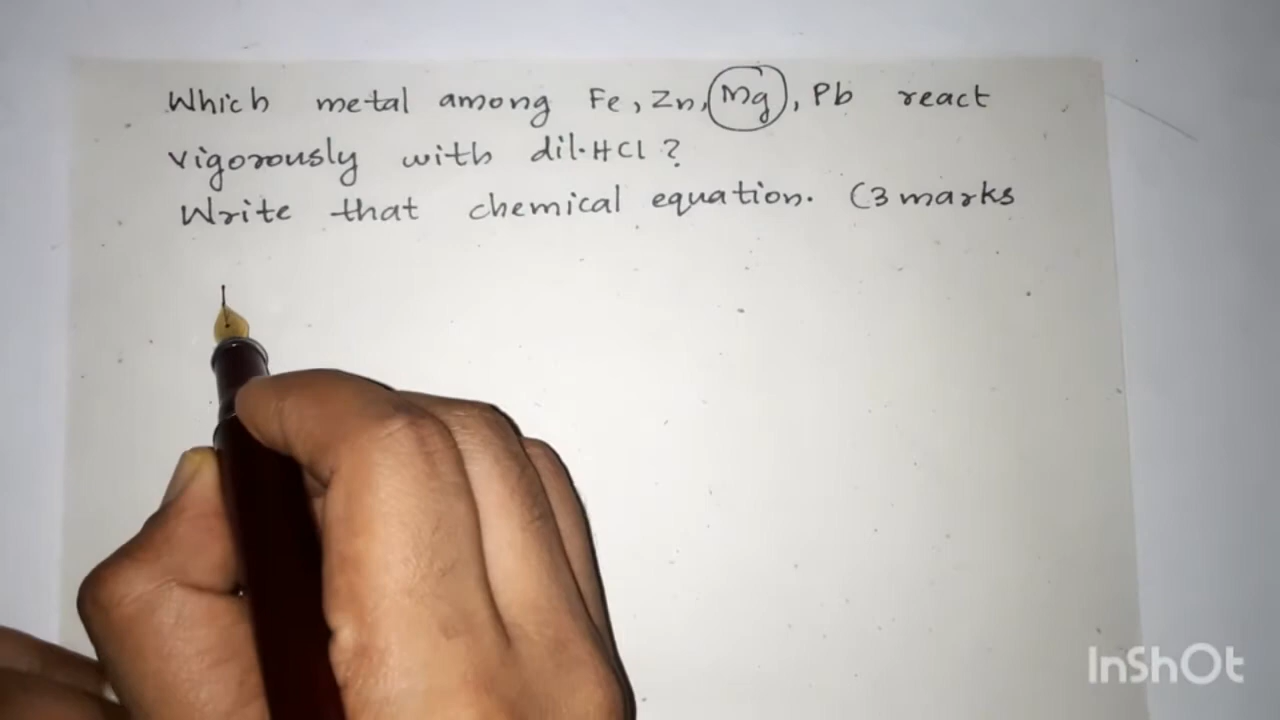 Which metal among Fe, Zn, Mg, Pb react
vigorously with dil.HCl?
Write that chemical equation. (3 marks
InShOt